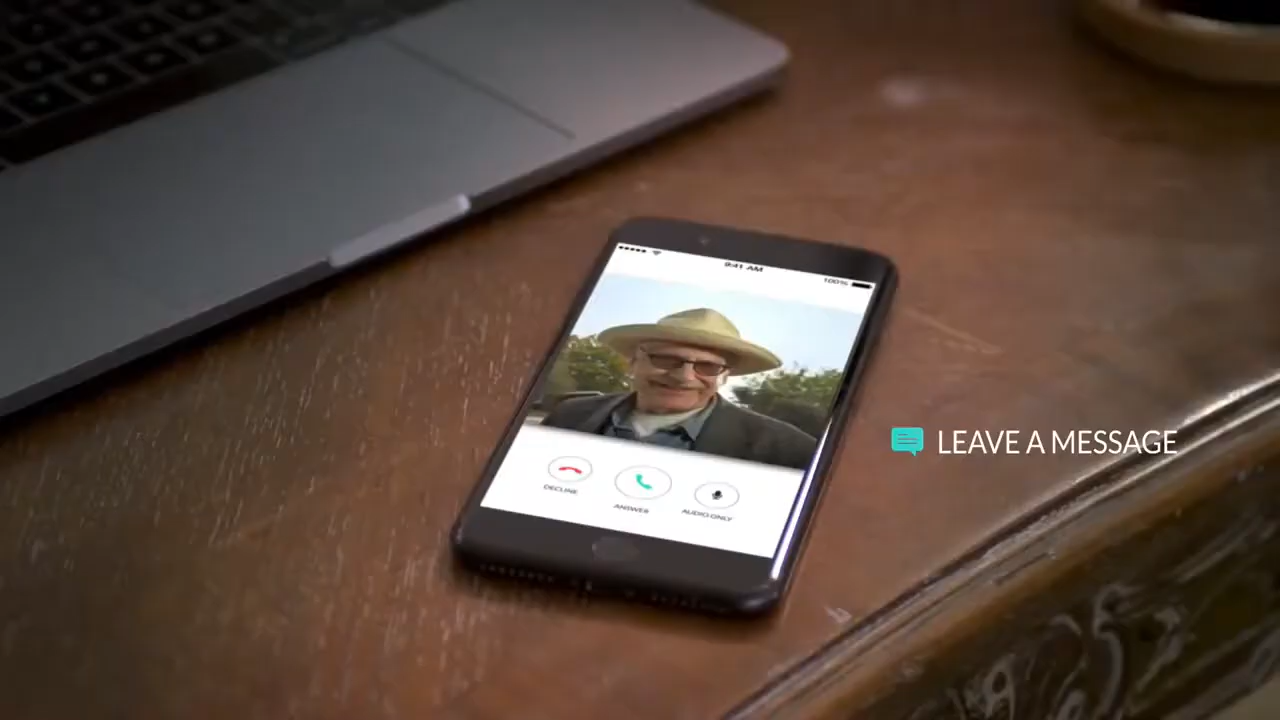 9:41 AM
100%
LEAVE A MESSAGE
DECLINE
ANSWER
AUDIO ONLY